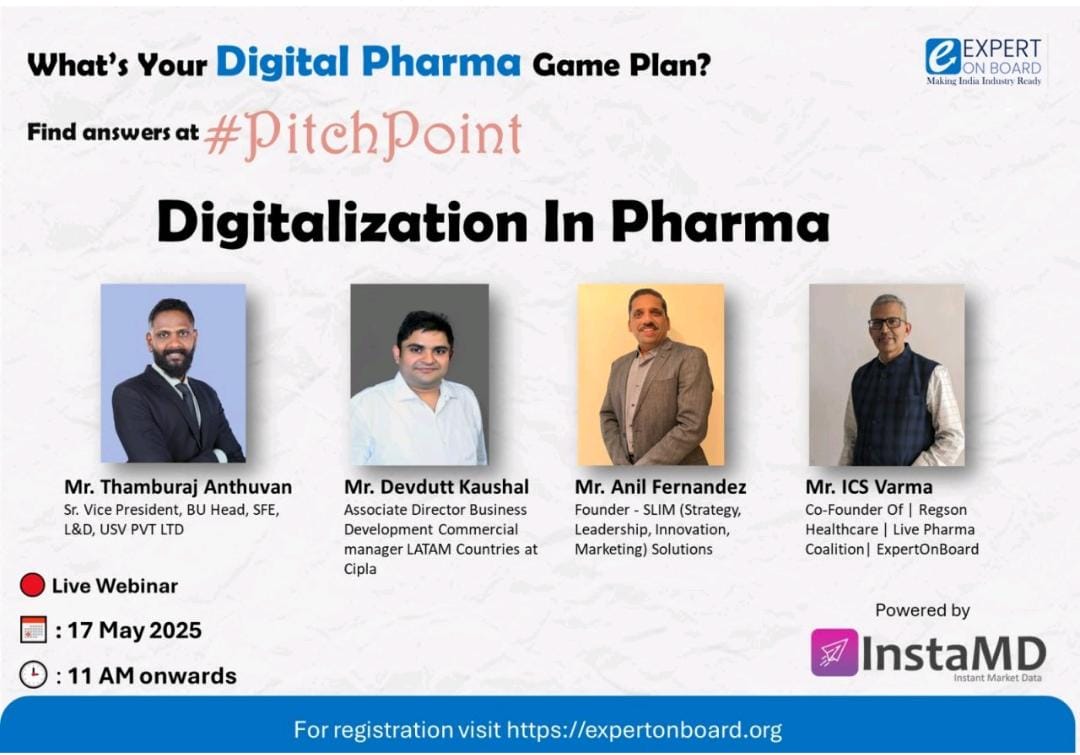 What's Your Digital Pharma Game Plan?
EXPERT
ON BOARD
Making India Industry Ready
Find answers at #PitchPoint
Digitalization In Pharma
Mr. Thamburaj Anthuvan
Sr. Vice President, BU Head, SFE,
L&D, USV PVT LTD
Mr. Devdutt Kaushal
Associate Director Business
Development Commercial
manager LATAM Countries at
Cipla
Mr. Anil Fernandez
Founder - SLIM (Strategy,
Leadership, Innovation,
Marketing) Solutions
Mr. ICS Varma
Co-Founder Of | Regson
Healthcare | Live Pharma
Coalition| ExpertOnBoard
Live Webinar
: 17 May 2025
: 11 AM onwards
Powered by
InstaMD
Instant Market Data
For registration visit https://expertonboard.org